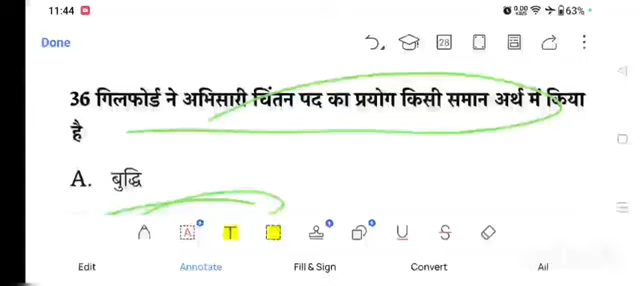 11:44 63%
Done 28
36 गिलफोर्ड ने अभिसारी चिंतन पद का प्रयोग किसी समान अर्थ में किया
है
A. बुद्धि
A T U S
Edit Annotate Fill & Sign Convert All